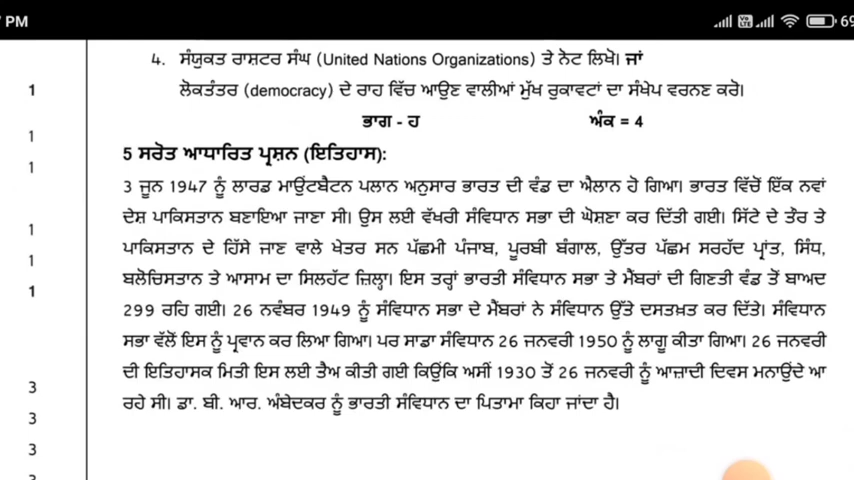 PM
69
4. ਸੰਯੁਕਤ ਰਾਸ਼ਟਰ ਸੰਘ (United Nations Organizations) ਤੇ ਨੋਟ ਲਿਖੋ। ਜਾਂ
1 ਲੋਕਤੰਤਰ (democracy) ਦੇ ਰਾਹ ਵਿੱਚ ਆਉਣ ਵਾਲੀਆਂ ਮੁੱਖ ਰੁਕਾਵਟਾਂ ਦਾ ਸੰਖੇਪ ਵਰਨਣ ਕਰੋ।
ਭਾਗ - ਹ ਅੰਕ = 4
1
5 ਸਰੋਤ ਆਧਾਰਿਤ ਪ੍ਰਸ਼ਨ (ਇਤਿਹਾਸ):
1
3 ਜੂਨ 1947 ਨੂੰ ਲਾਰਡ ਮਾਉਂਟਬੈਟਨ ਪਲਾਨ ਅਨੁਸਾਰ ਭਾਰਤ ਦੀ ਵੰਡ ਦਾ ਐਲਾਨ ਹੋ ਗਿਆ। ਭਾਰਤ ਵਿੱਚੋਂ ਇੱਕ ਨਵਾਂ
ਦੇਸ਼ ਪਾਕਿਸਤਾਨ ਬਣਾਇਆ ਜਾਣਾ ਸੀ। ਉਸ ਲਈ ਵੱਖਰੀ ਸੰਵਿਧਾਨ ਸਭਾ ਦੀ ਘੋਸ਼ਣਾ ਕਰ ਦਿੱਤੀ ਗਈ। ਸਿੱਟੇ ਦੇ ਤੌਰ ਤੇ
1
ਪਾਕਿਸਤਾਨ ਦੇ ਹਿੱਸੇ ਜਾਣ ਵਾਲੇ ਖੇਤਰ ਸਨ ਪੱਛਮੀ ਪੰਜਾਬ, ਪੂਰਬੀ ਬੰਗਾਲ, ਉੱਤਰ ਪੱਛਮ ਸਰਹੱਦ ਪ੍ਰਾਂਤ, ਸਿੰਧ,
1
ਬਲੋਚਿਸਤਾਨ ਤੇ ਆਸਾਮ ਦਾ ਸਿਲਹੱਟ ਜ਼ਿਲ੍ਹਾ। ਇਸ ਤਰ੍ਹਾਂ ਭਾਰਤੀ ਸੰਵਿਧਾਨ ਸਭਾ ਤੇ ਮੈਂਬਰਾਂ ਦੀ ਗਿਣਤੀ ਵੰਡ ਤੋਂ ਬਾਅਦ
1
299 ਰਹਿ ਗਈ। 26 ਨਵੰਬਰ 1949 ਨੂੰ ਸੰਵਿਧਾਨ ਸਭਾ ਦੇ ਮੈਂਬਰਾਂ ਨੇ ਸੰਵਿਧਾਨ ਉੱਤੇ ਦਸਤਖ਼ਤ ਕਰ ਦਿੱਤੇ। ਸੰਵਿਧਾਨ
ਸਭਾ ਵੱਲੋਂ ਇਸ ਨੂੰ ਪ੍ਰਵਾਨ ਕਰ ਲਿਆ ਗਿਆ। ਪਰ ਸਾਡਾ ਸੰਵਿਧਾਨ 26 ਜਨਵਰੀ 1950 ਨੂੰ ਲਾਗੂ ਕੀਤਾ ਗਿਆ। 26 ਜਨਵਰੀ
ਦੀ ਇਤਿਹਾਸਕ ਮਿਤੀ ਇਸ ਲਈ ਤੈਅ ਕੀਤੀ ਗਈ ਕਿਉਂਕਿ ਅਸੀਂ 1930 ਤੋਂ 26 ਜਨਵਰੀ ਨੂੰ ਆਜ਼ਾਦੀ ਦਿਵਸ ਮਨਾਉਂਦੇ ਆ
3
ਰਹੇ ਸੀ। ਡਾ. ਬੀ. ਆਰ. ਅੰਬੇਦਕਰ ਨੂੰ ਭਾਰਤੀ ਸੰਵਿਧਾਨ ਦਾ ਪਿਤਾਮਾ ਕਿਹਾ ਜਾਂਦਾ ਹੈ।
3
3